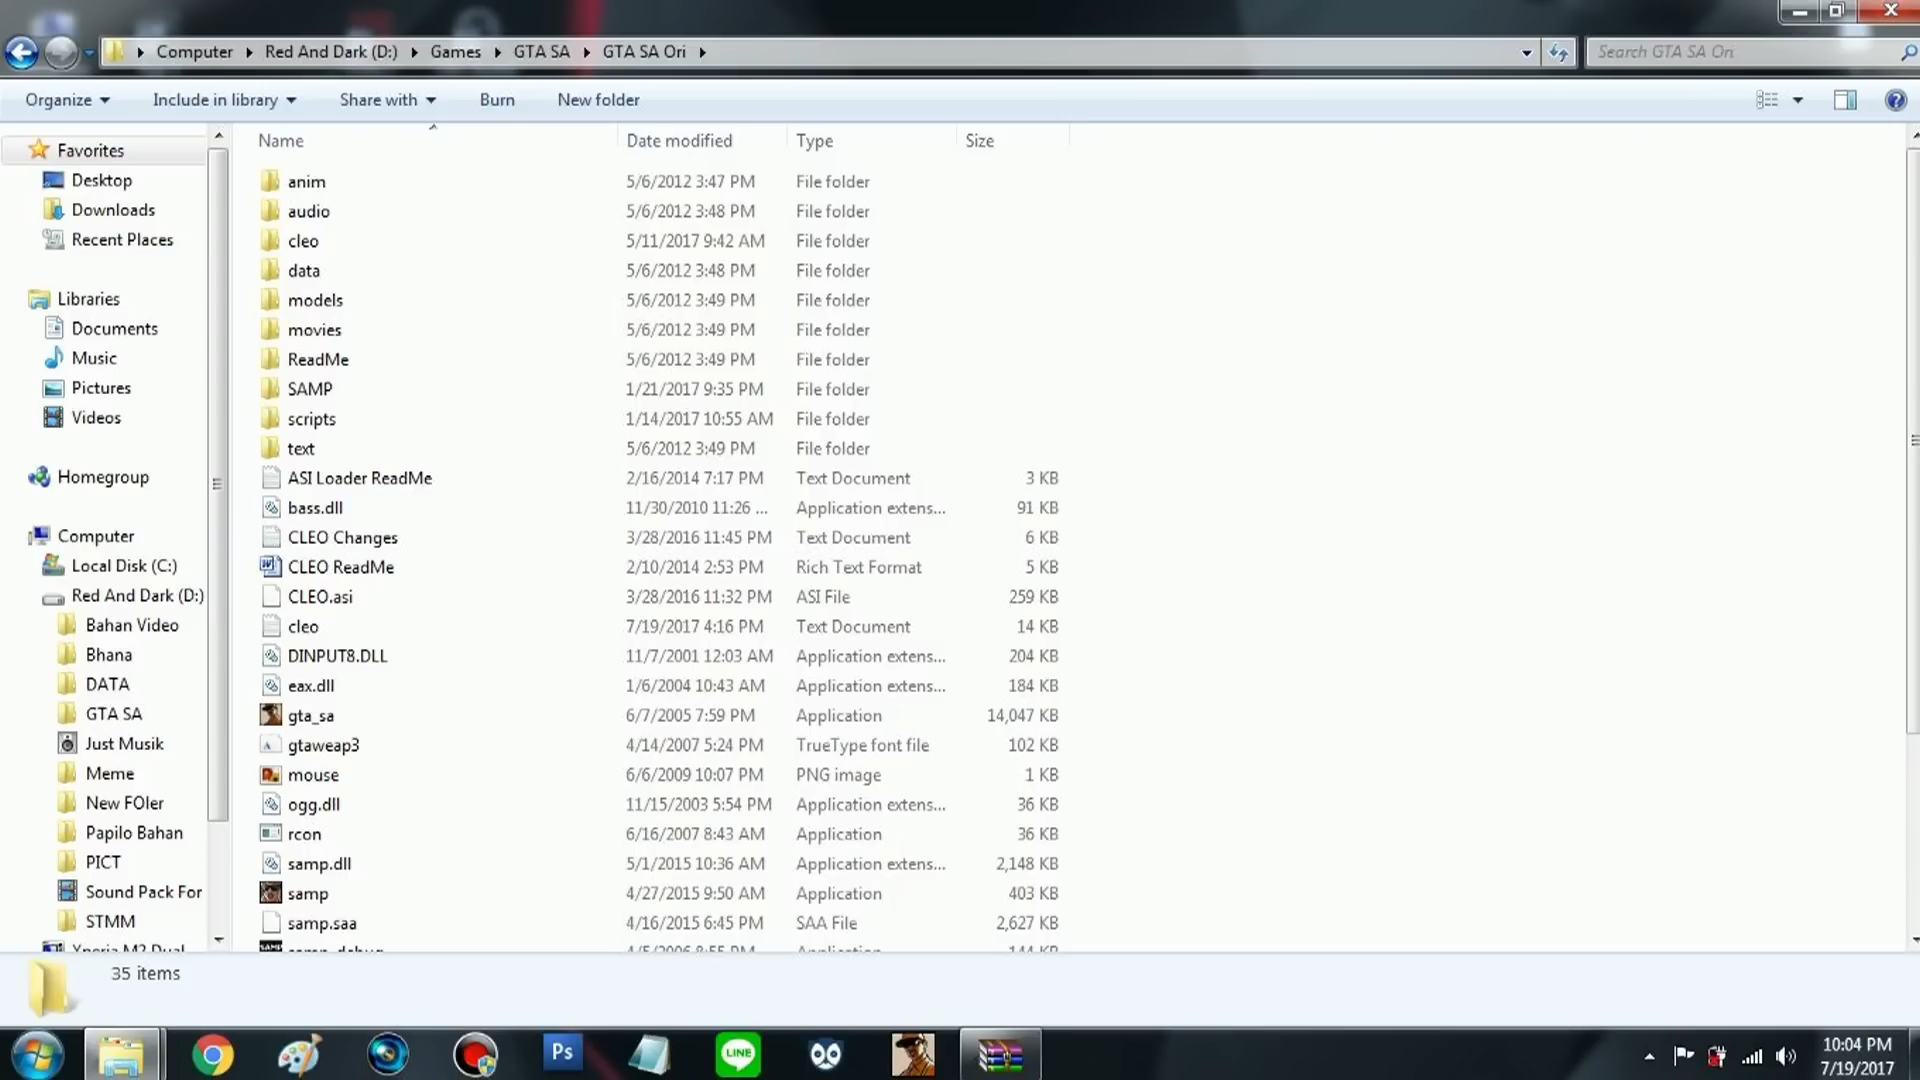 Computer Red And Dark (D:) Games GTA SA GTA SA Ori
Search GTA SA Ori
Organize Include in library Share with Burn New folder
Name Date modified Type Size
Favorites
Desktop
Downloads
Recent Places
Libraries
Documents
Music
Pictures
Videos
Homegroup
Computer
Local Disk (C:)
Red And Dark (D:)
Bahan Video
Bhana
DATA
GTA SA
Just Musik
Meme
New FOler
Papilo Bahan
PICT
Sound Pack For
STMM
Xperia M2 Dual
anim 5/6/2012 3:47 PM File folder
audio 5/6/2012 3:48 PM File folder
cleo 5/11/2017 9:42 AM File folder
data 5/6/2012 3:48 PM File folder
models 5/6/2012 3:49 PM File folder
movies 5/6/2012 3:49 PM File folder
ReadMe 5/6/2012 3:49 PM File folder
SAMP 1/21/2017 9:35 PM File folder
scripts 1/14/2017 10:55 AM File folder
text 5/6/2012 3:49 PM File folder
ASI Loader ReadMe 2/16/2014 7:17 PM Text Document 3 KB
bass.dll 11/30/2010 11:26 ... Application extens... 91 KB
CLEO Changes 3/28/2016 11:45 PM Text Document 6 KB
CLEO ReadMe 2/10/2014 2:53 PM Rich Text Format 5 KB
CLEO.asi 3/28/2016 11:32 PM ASI File 259 KB
cleo 7/19/2017 4:16 PM Text Document 14 KB
DINPUT8.DLL 11/7/2001 12:03 AM Application extens... 204 KB
eax.dll 1/6/2004 10:43 AM Application extens... 184 KB
gta_sa 6/7/2005 7:59 PM Application 14,047 KB
gtaweap3 4/14/2007 5:24 PM TrueType font file 102 KB
mouse 6/6/2009 10:07 PM PNG image 1 KB
ogg.dll 11/15/2003 5:54 PM Application extens... 36 KB
rcon 6/16/2007 8:43 AM Application 36 KB
samp.dll 5/1/2015 10:36 AM Application extens... 2,148 KB
samp 4/27/2015 9:50 AM Application 403 KB
samp.saa 4/16/2015 6:45 PM SAA File 2,627 KB
samp_debug 4/5/2006 8:55 PM Application 144 KB
35 items
Ps
LINE
10:04 PM
7/19/2017